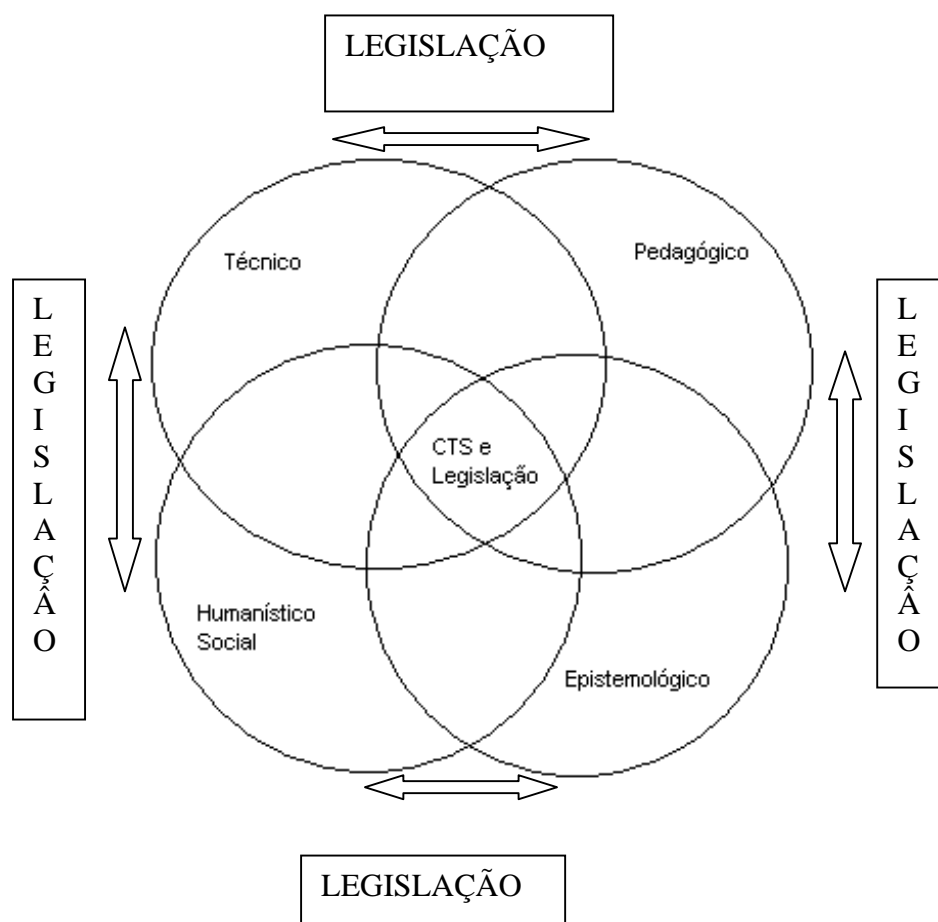 LEGISLAÇÃO
Técnico
Pedagógico
L
E
G
I
S
L
A
Ç
Ã
O
CTS e
Legislação
L
E
G
I
S
L
A
Ç
Ã
O
Humanístico
Social
Epistemológico
LEGISLAÇÃO